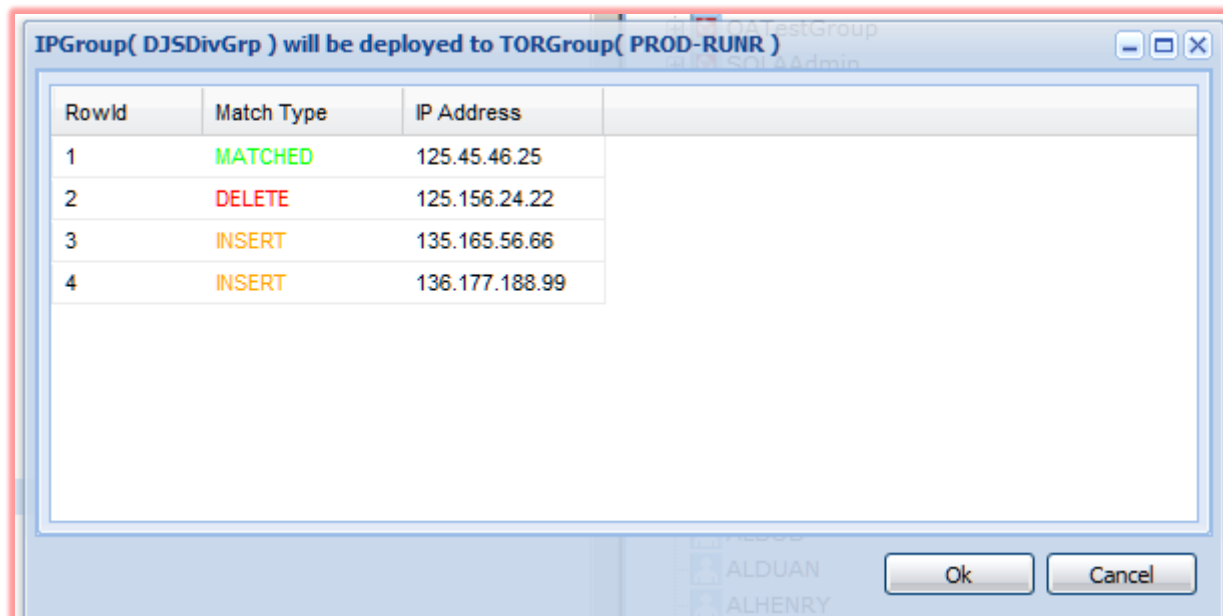 QATestGroup
IPGroup( DJSDivGrp ) will be deployed to TORGroup( PROD-RUNR )
SOLAAdmin
RowId Match Type IP Address
1 MATCHED 125.45.46.25
2 DELETE 125.156.24.22
3 INSERT 135.165.56.66
4 INSERT 136.177.188.99
ALDUAN
Ok Cancel
ALHENRY